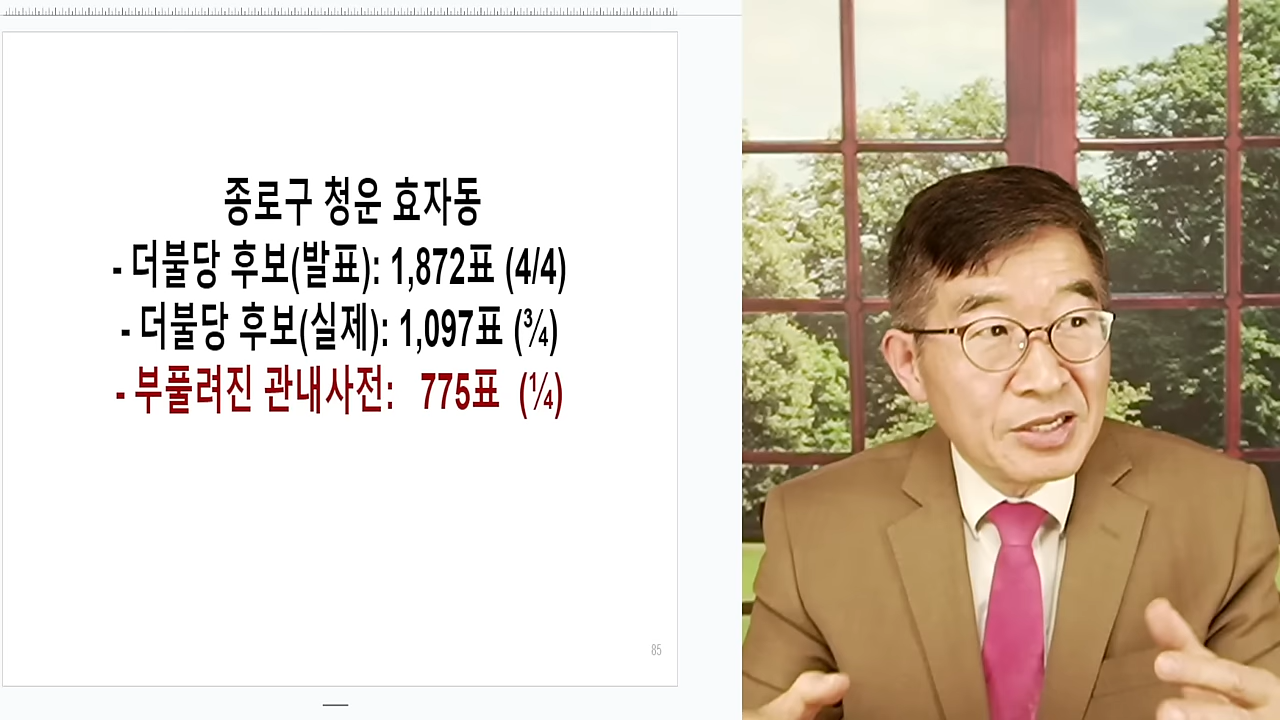 종로구 청운 효자동
- 더불당 후보(발표): 1,872표 (4/4)
- 더불당 후보(실제): 1,097표 (¾)
- 부풀려진 관내사전: 775표 (¼)
85